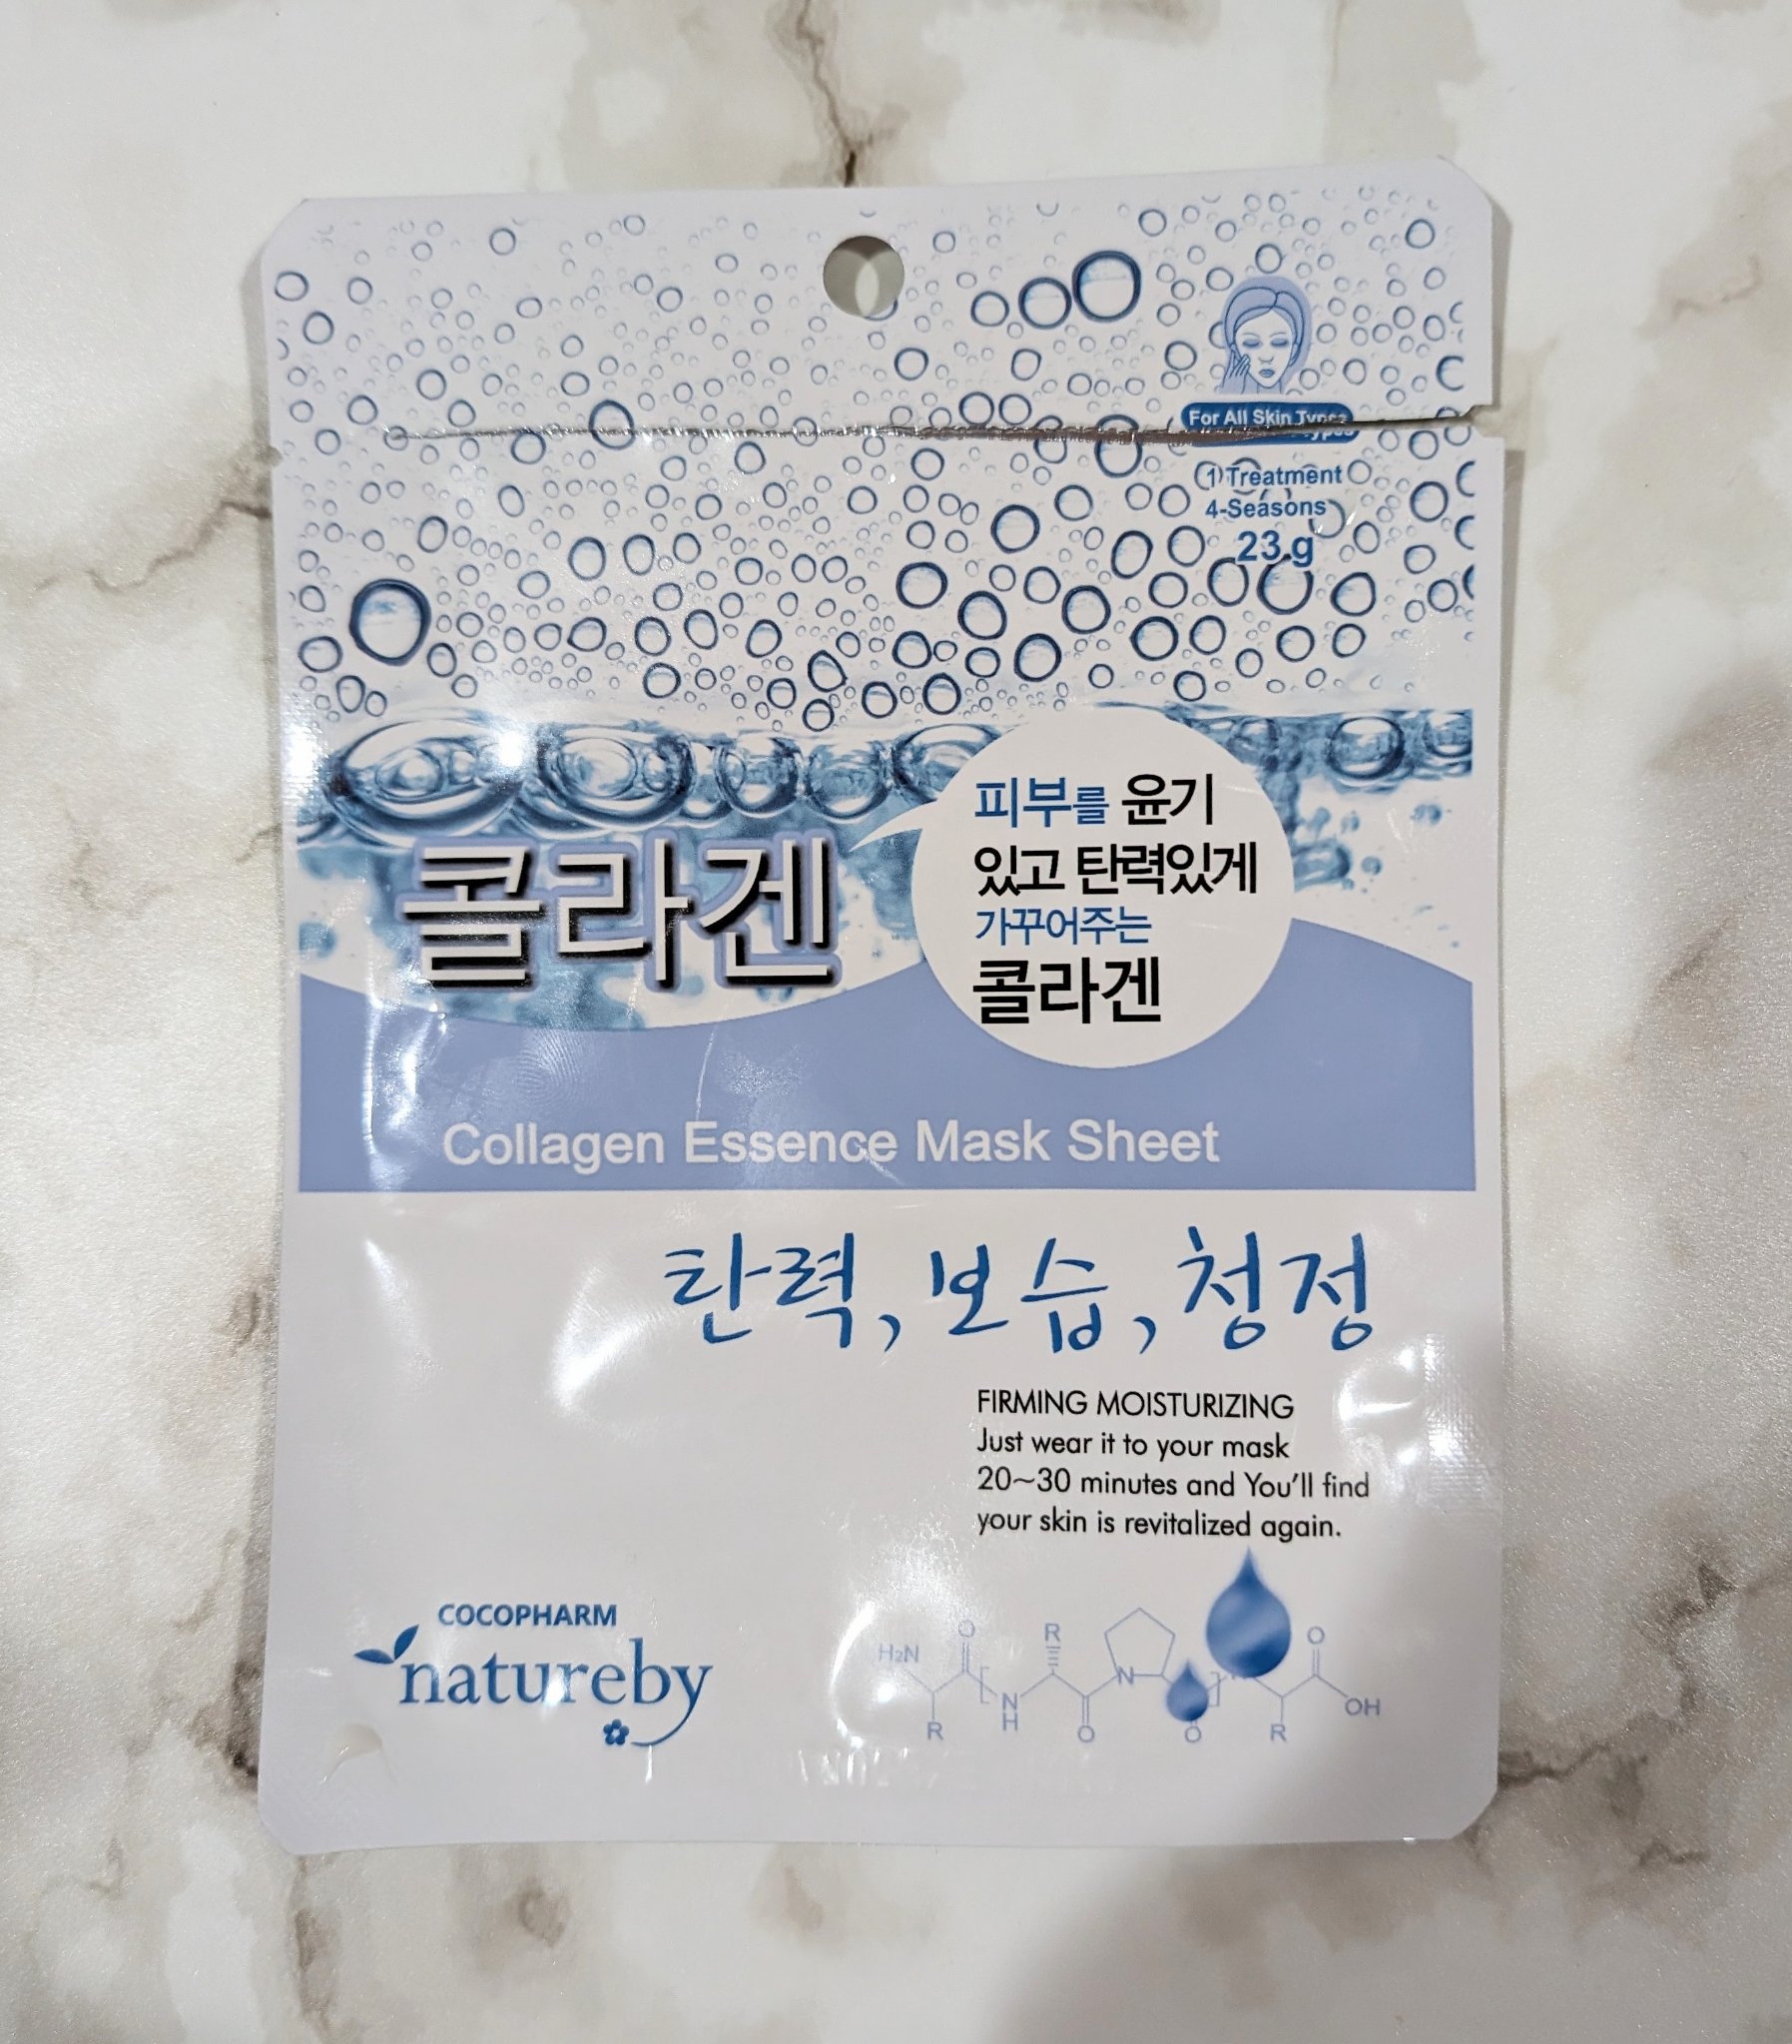 For All Skin Types
1 Treatment
4-Seasons
23 g
콜라겐
피부를 윤기
있고 탄력있게
가꾸어주는
콜라겐
Collagen Essence Mask Sheet
탄력, 보습, 청정
FIRMING MOISTURIZING
Just wear it to your mask
20~30 minutes and You'll find
your skin is revitalized again.
COCOPHARM
natureby
H₂N O R N H R O N O R O OH